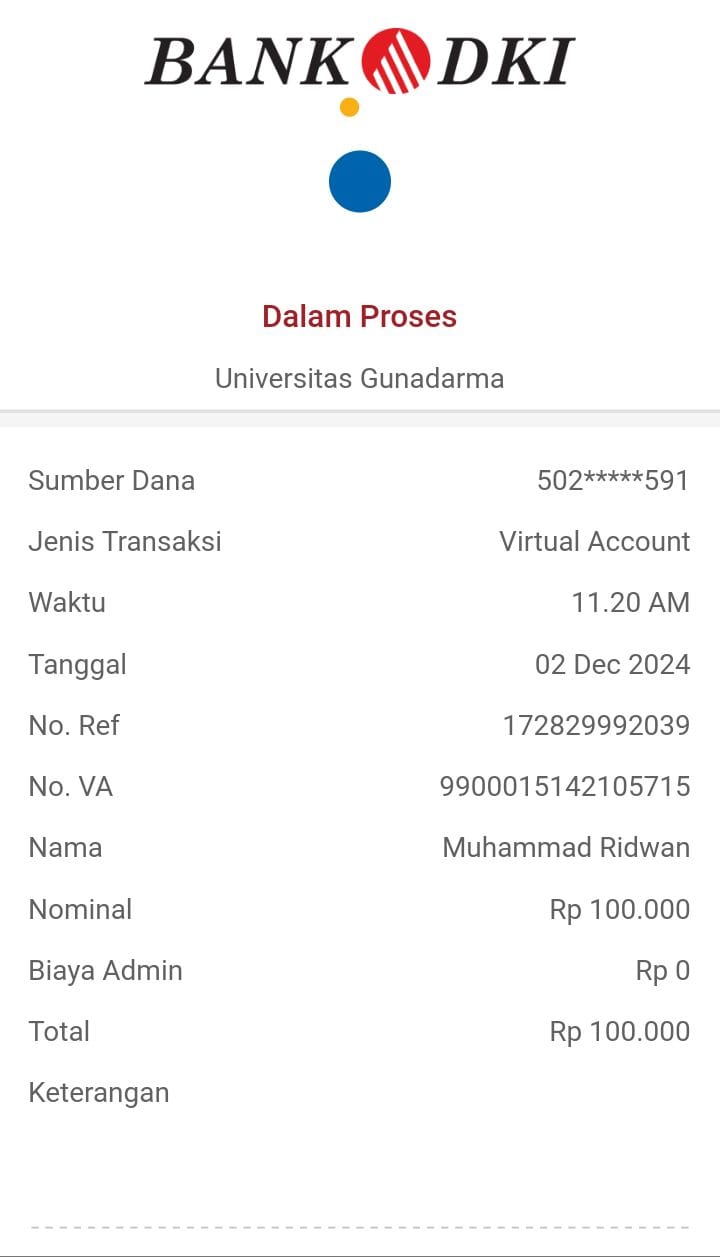 BANK DKI
Dalam Proses
Universitas Gunadarma
Sumber Dana 502*****591
Jenis Transaksi Virtual Account
Waktu 11.20 AM
Tanggal 02 Dec 2024
No. Ref 172829992039
No. VA 9900015142105715
Nama Muhammad Ridwan
Nominal Rp 100.000
Biaya Admin Rp 0
Total Rp 100.000
Keterangan